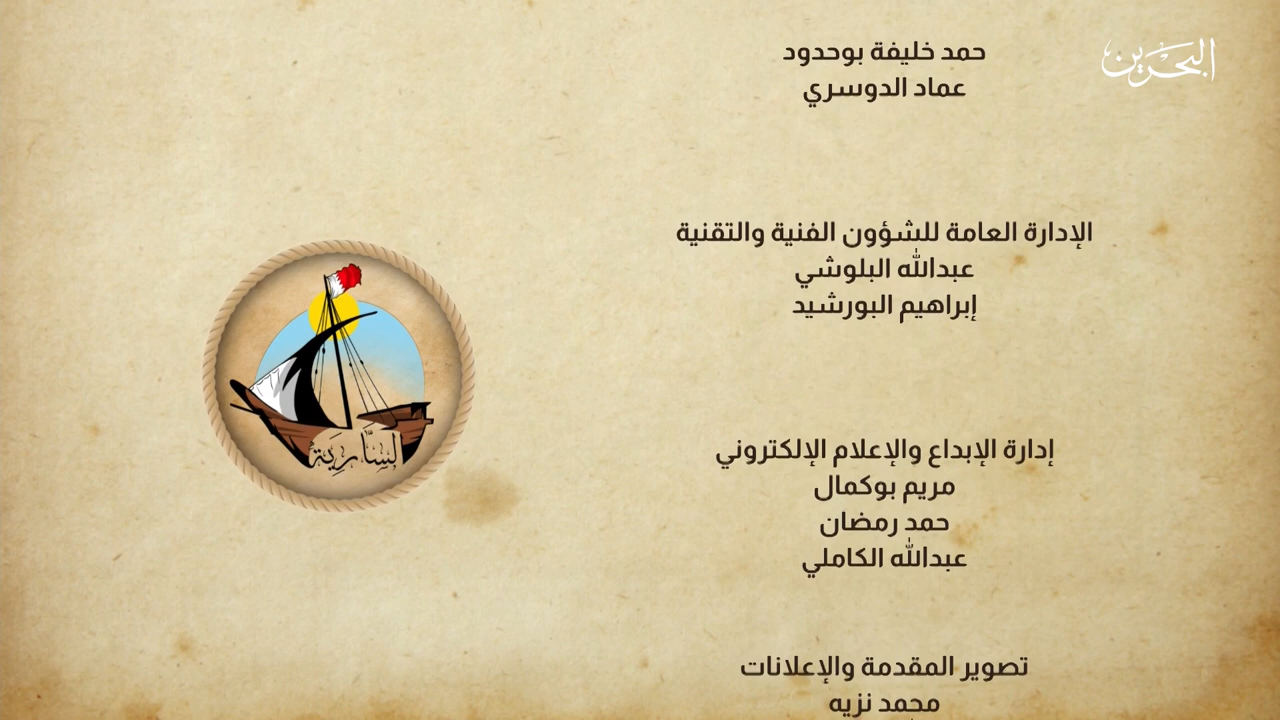 البحرين
حمد خليفة بوحدود
عماد الدوسري
الإدارة العامة للشؤون الفنية والتقنية
عبدالله البلوشي
إبراهيم البورشيد
السارية
إدارة الإبداع والإعلام الإلكتروني
مريم بوكمال
حمد رمضان
عبدالله الكاملي
تصوير المقدمة والإعلانات
محمد نزيه